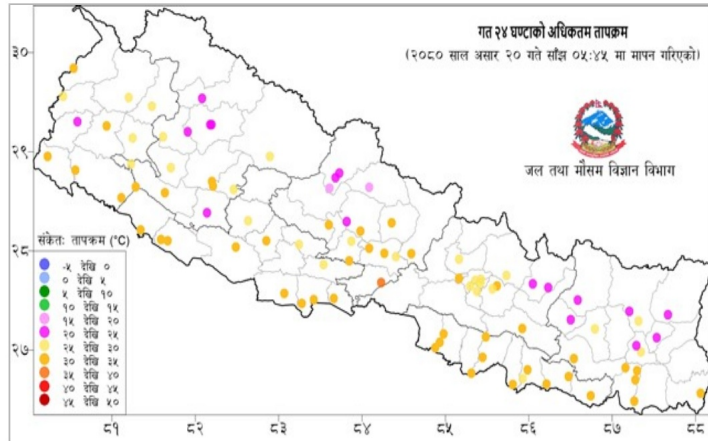 गत २४ घण्टाको अधिकतम तापक्रम
(२०८० साल असार २० गते साँझ ०५:४५ मा मापन गरिएको)
जल तथा मौसम विज्ञान विभाग
३०
२९
२८
२७
संकेतः तापक्रम (°C)
-५ देखि ०
० देखि ५
५ देखि १०
१० देखि १५
१५ देखि २०
२० देखि २५
२५ देखि ३०
३० देखि ३५
३५ देखि ४०
४० देखि ४५
४५ देखि ५०
८१ ८२ ८३ ८४ ८५ ८६ ८७ ८८